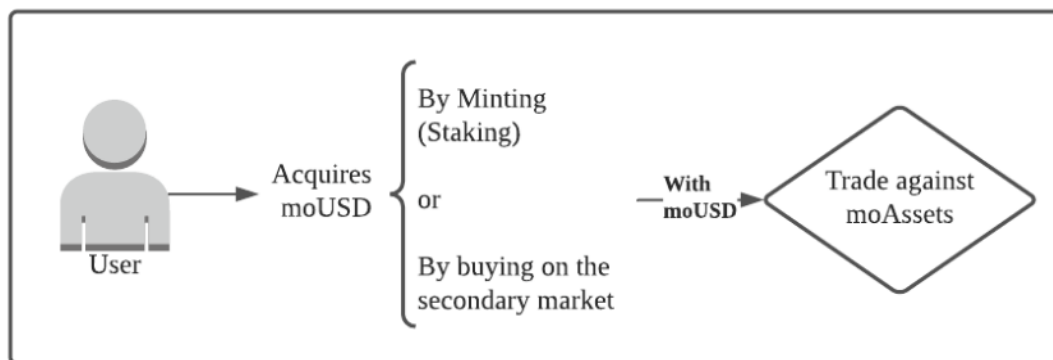 User
Acquires
moUSD
By Minting
(Staking)
or
By buying on the
secondary market
With
moUSD
Trade against
moAssets